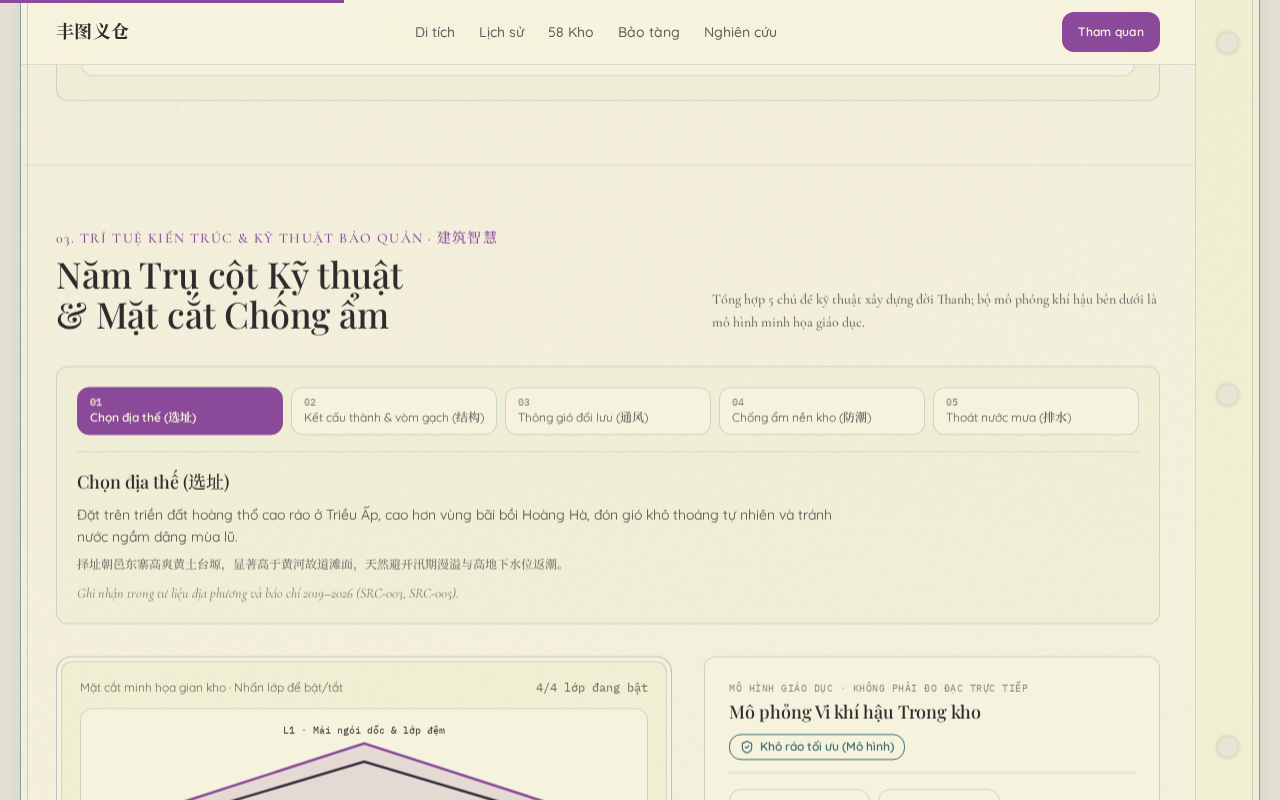 丰图义仓
Di tích
Lịch sử
58 Kho
Bảo tàng
Nghiên cứu
Tham quan
03. TRÍ TUỆ KIẾN TRÚC & KỸ THUẬT BẢO QUẢN · 建筑智慧
Năm Trụ cột Kỹ thuật
& Mặt cắt Chống ẩm
Tổng hợp 5 chủ đề kỹ thuật xây dựng đời Thanh; bộ mô phỏng khí hậu bên dưới là
mô hình minh họa giáo dục.
01
Chọn địa thế (选址)
02
Kết cấu thành & vòm gạch (结构)
03
Thông gió đối lưu (通风)
04
Chống ẩm nền kho (防潮)
05
Thoát nước mưa (排水)
Chọn địa thế (选址)
Đặt trên triền đất hoàng thổ cao ráo ở Triều Ấp, cao hơn vùng bãi bồi Hoàng Hà, đón gió khô thoáng tự nhiên và tránh
nước ngầm dâng mùa lũ.
择址朝邑东寨高爽黄土台塬，显著高于黄河故道滩面，天然避开汛期漫溢与高地下水位返潮。
Ghi nhận trong tư liệu địa phương và báo chí 2019–2026 (SRC-003, SRC-005).
Mặt cắt minh họa gian kho · Nhấn lớp để bật/tắt
4/4 lớp đang bật
L1 · Mái ngói dốc & lớp đệm
MÔ HÌNH GIÁO DỤC · KHÔNG PHẢI ĐO ĐẠC TRỰC TIẾP
Mô phỏng Vi khí hậu Trong kho
Khô ráo tối ưu (Mô hình)